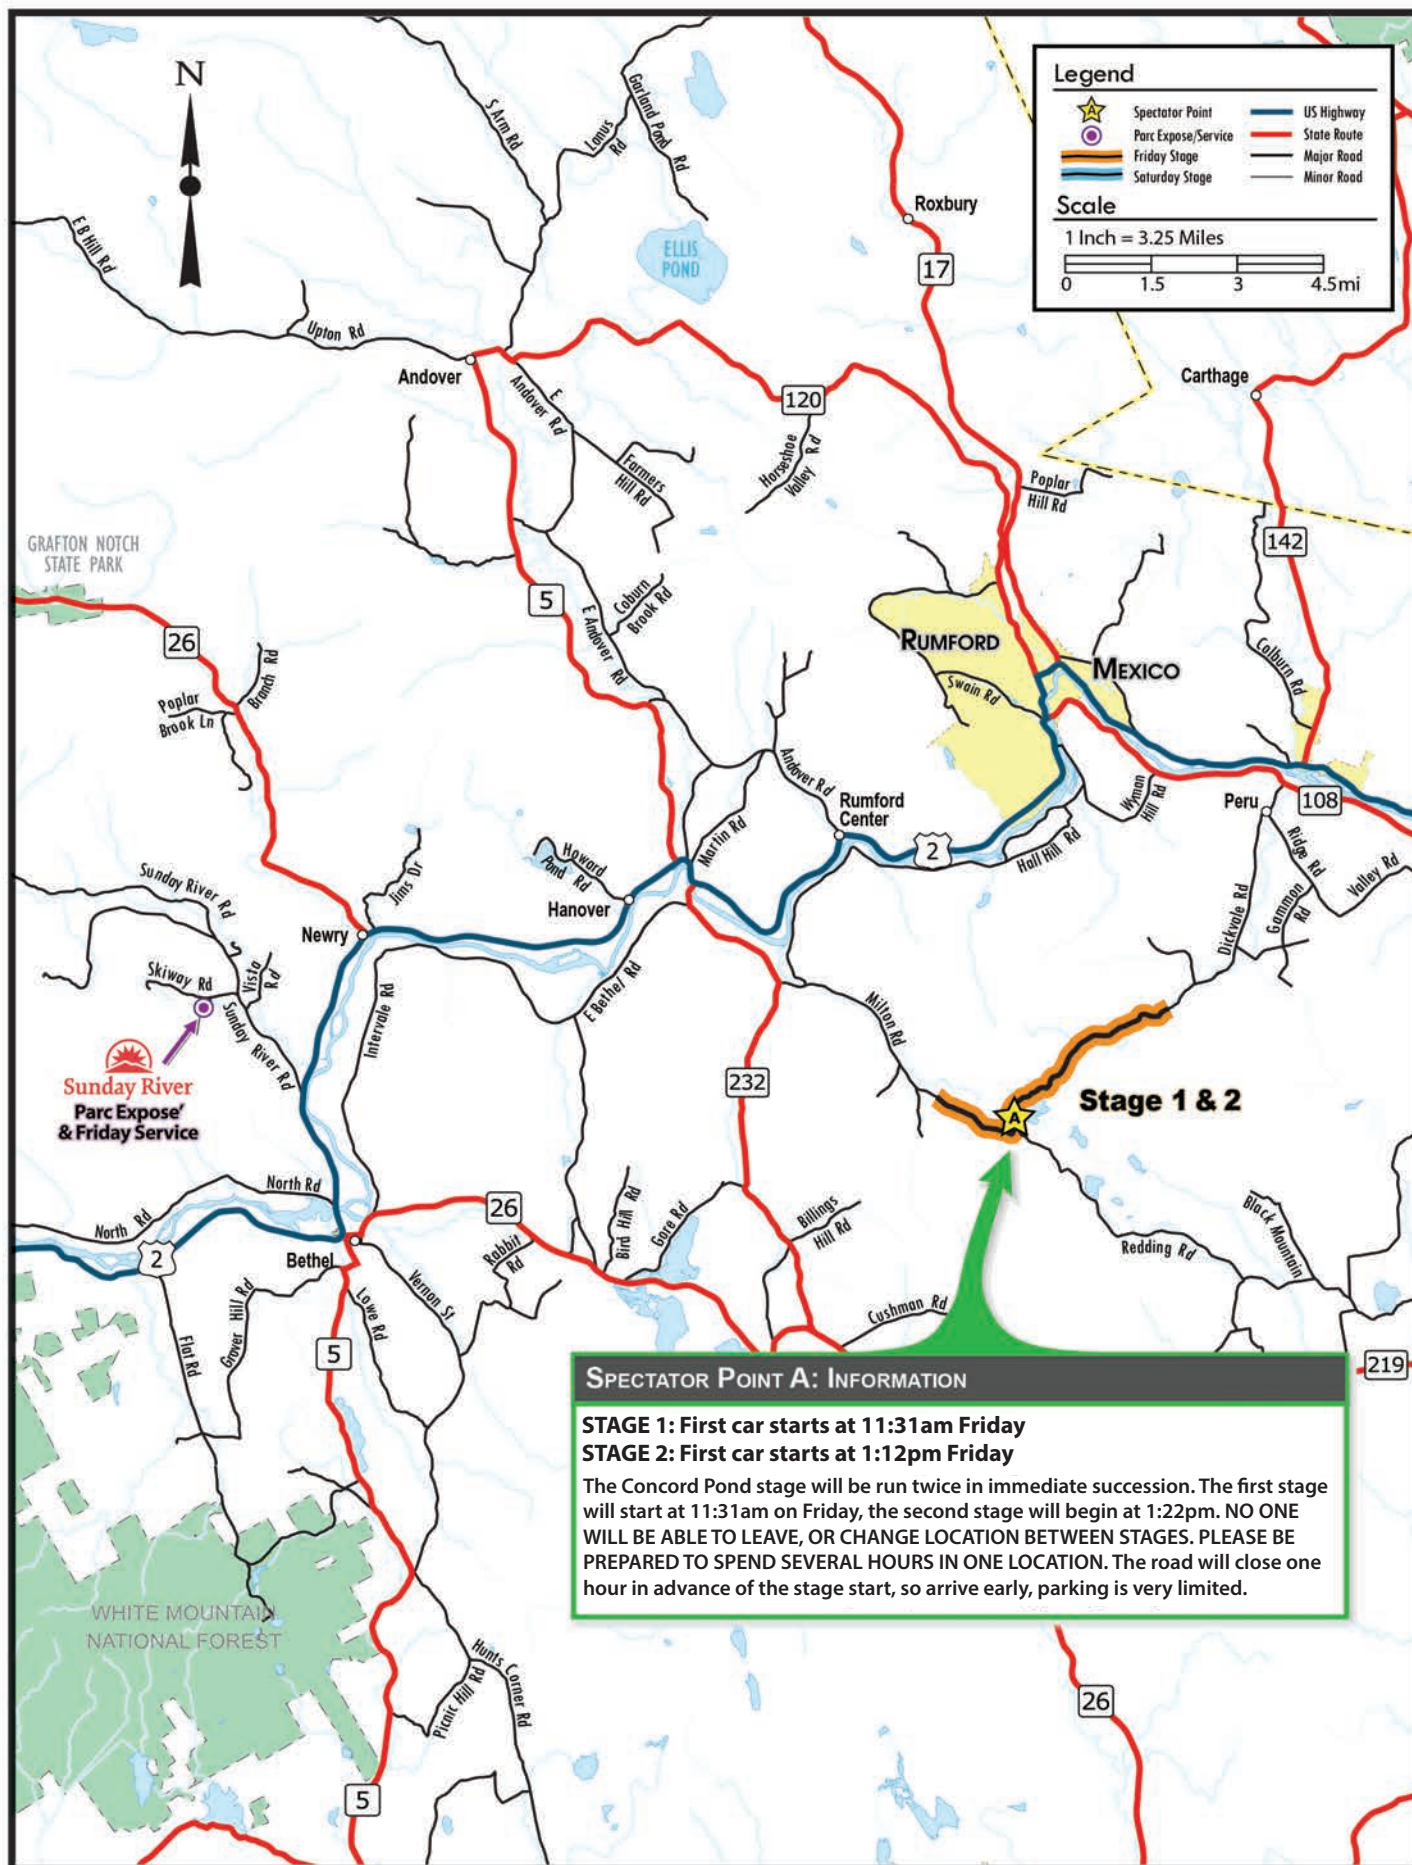 N
Legend
A Spectator Point
Parc Expose/Service
Friday Stage
Saturday Stage
US Highway
State Route
Major Road
Minor Road
Scale
1 Inch = 3.25 Miles
0 1.5 3 4.5mi
S Arm Rd
Lonus Rd
Garland Pond Rd
E B Hill Rd
Roxbury
ELLIS
POND
17
Upton Rd
Andover
E
Andover Rd
120
Carthage
Horseshoe
Valley Rd
Farmers
Hill Rd
Poplar
Hill Rd
GRAFTON NOTCH
STATE PARK
142
5
Coburn
Brook Rd
E Andover Rd
26
RUMFORD
MEXICO
Swain Rd
Colburn Rd
Branch Rd
Poplar
Brook Ln
Andover Rd
Rumford
Center
Wyman
Hill Rd
Peru
108
Martin Rd
2
Hall Hill Rd
Ridge Rd
Valley Rd
Howard
Pond Rd
Jims Dr
Sunday River Rd
Hanover
Newry
Dickvale Rd
Gammon
Rd
Skiway Rd
Vista
Rd
Sunday River Rd
Intervale Rd
E Bethel Rd
Milton Rd
Sunday River
Parc Expose'
& Friday Service
232
A
Stage 1 & 2
North Rd
North Rd
26
Rabbit
Rd
Bird Hill Rd
Gore Rd
Billings
Hill Rd
Black Mountain
Redding Rd
2
Bethel
Vernon St
Lowe Rd
Grover Hill Rd
Flat Rd
Cushman Rd
5
219
SPECTATOR POINT A: INFORMATION
STAGE 1: First car starts at 11:31am Friday
STAGE 2: First car starts at 1:12pm Friday
The Concord Pond stage will be run twice in immediate succession. The first stage
will start at 11:31am on Friday, the second stage will begin at 1:22pm. NO ONE
WILL BE ABLE TO LEAVE, OR CHANGE LOCATION BETWEEN STAGES. PLEASE BE
PREPARED TO SPEND SEVERAL HOURS IN ONE LOCATION. The road will close one
hour in advance of the stage start, so arrive early, parking is very limited.
WHITE MOUNTAIN
NATIONAL FOREST
Hunts Corner Rd
Picnic Hill Rd
26
5